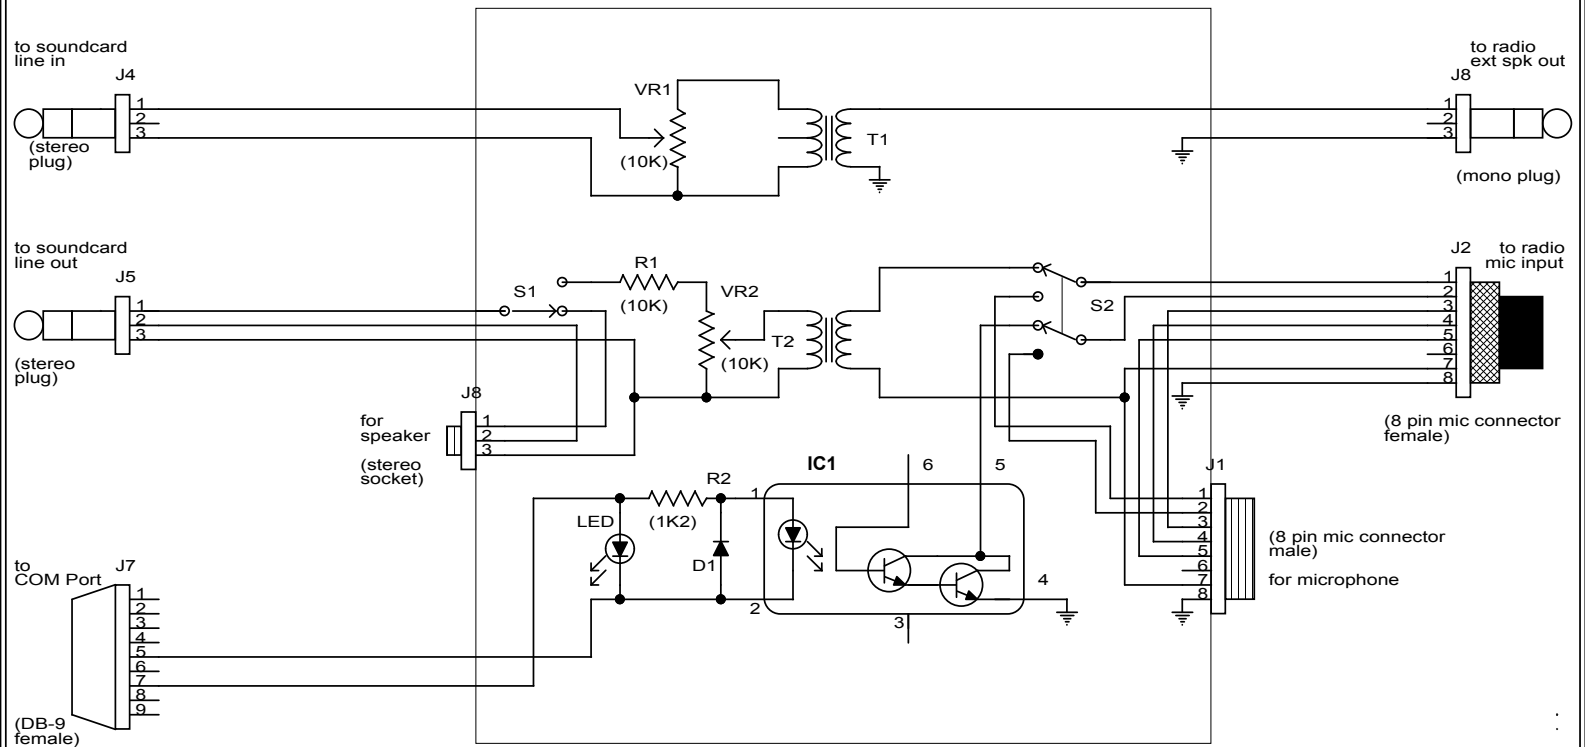 to soundcard
line in
J4
1
2
3
(stereo
plug)
VR1
(10K)
T1
to radio
ext spk out
J8
1
2
3
(mono plug)
to soundcard
line out
J5
1
2
3
(stereo
plug)
S1
R1
(10K)
VR2
(10K)
T2
S2
J2
to radio
mic input
1
2
3
4
5
6
7
8
(8 pin mic connector
female)
for
speaker
(stereo
socket)
J8
1
2
3
LED
R2
(1K2)
D1
IC1
1
2
3
4
5
6
J1
1
2
3
4
5
6
7
8
(8 pin mic connector
male)
for microphone
to
COM Port
J7
1
2
3
4
5
6
7
8
9
(DB-9
female)